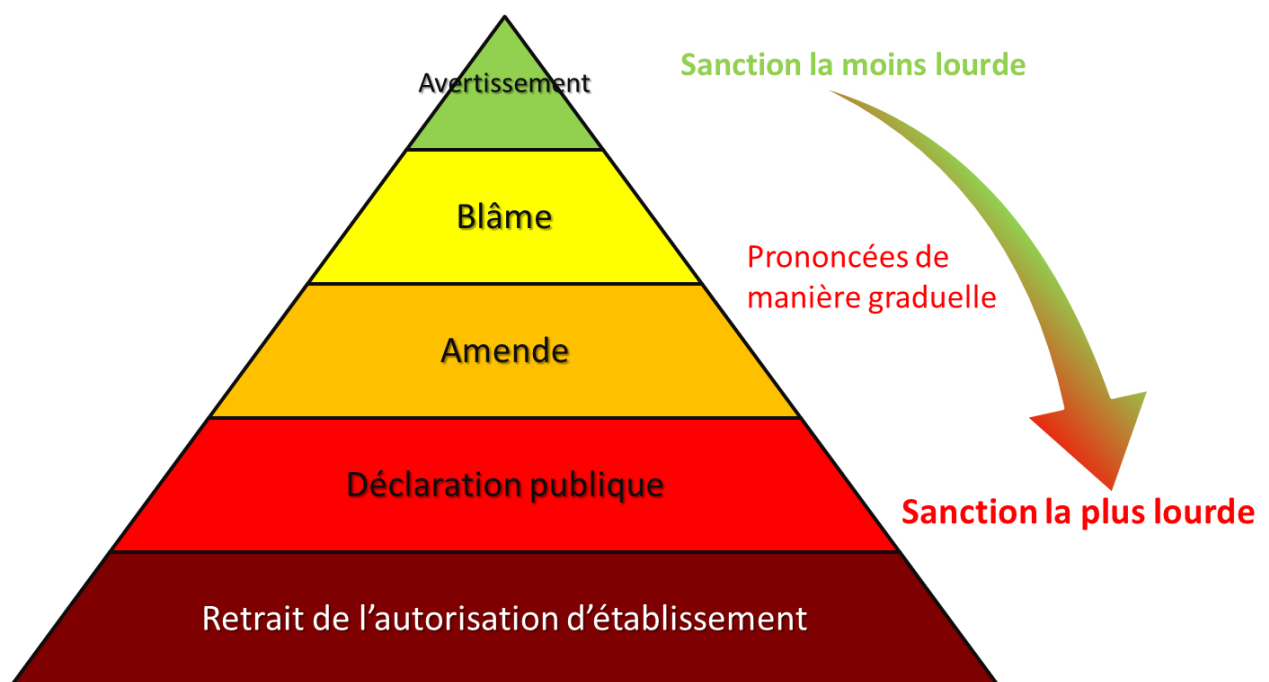 Avertissement
Sanction la moins lourde
Blâme
Prononcées de
manière graduelle
Amende
Déclaration publique
Sanction la plus lourde
Retrait de l’autorisation d’établissement